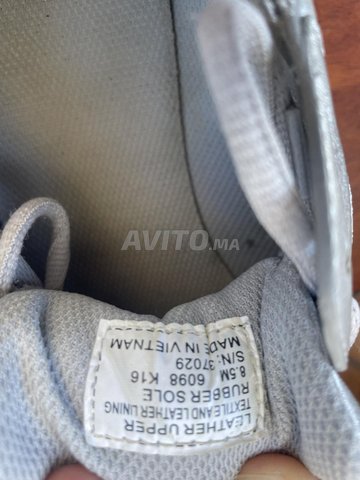 AVITO.MA
LEATHER UPPER
TEXTILE AND LEATHER LINING
RUBBER SOLE
8.5M 6098 K16
S/N: 37029
MADE IN VIETNAM